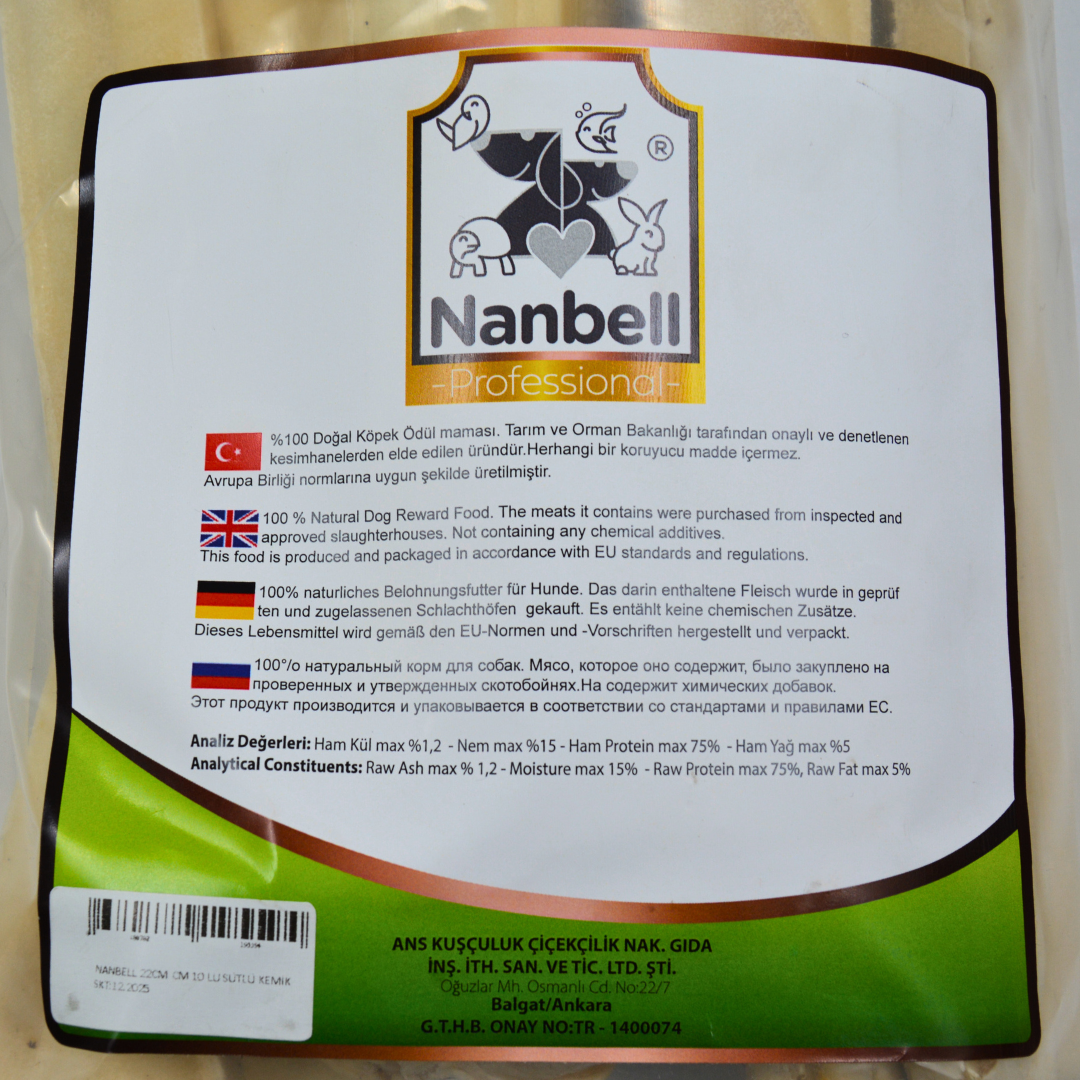 ®
Nanbell
-Professional-
%100 Doğal Köpek Ödül maması. Tarım ve Orman Bakanlığı tarafından onaylı ve denetlenen
kesimhanelerden elde edilen üründür.Herhangi bir koruyucu madde içermez.
Avrupa Birliği normlarına uygun şekilde üretilmiştir.
100 % Natural Dog Reward Food. The meats it contains were purchased from inspected and
approved slaughterhouses. Not containing any chemical additives.
This food is produced and packaged in accordance with EU standards and regulations.
100% naturliches Belohnungsfutter für Hunde. Das darin enthaltene Fleisch wurde in geprüf
ten und zugelassenen Schlachthöfen gekauft. Es entählt keine chemischen Zusätze.
Dieses Lebensmittel wird gemäß den EU-Normen und -Vorschriften hergestellt und verpackt.
100°/o натуральный корм для собак. Мясо, которое оно содержит, было закуплено на
проверенных и утвержденных скотобойнях.На содержит химических добавок.
Этот продукт производится и упаковывается в соответствии со стандартами и правилами ЕС.
Analiz Değerleri: Ham Kül max %1,2 - Nem max %15 - Ham Protein max 75% - Ham Yağ max %5
Analytical Constituents: Raw Ash max % 1,2 - Moisture max 15% - Raw Protein max 75%, Raw Fat max 5%
NANBELL 22CM CM 10 LU SUTLU KEMIK
SKT:12.2025
ANS KUŞÇULUK ÇİÇEKÇİLİK NAK. GIDA
İNŞ. İTH. SAN. VE TİC. LTD. ŞTİ.
Oğuzlar Mh. Osmanlı Cd. No:22/7
Balgat/Ankara
G.T.H.B. ONAY NO:TR - 1400074